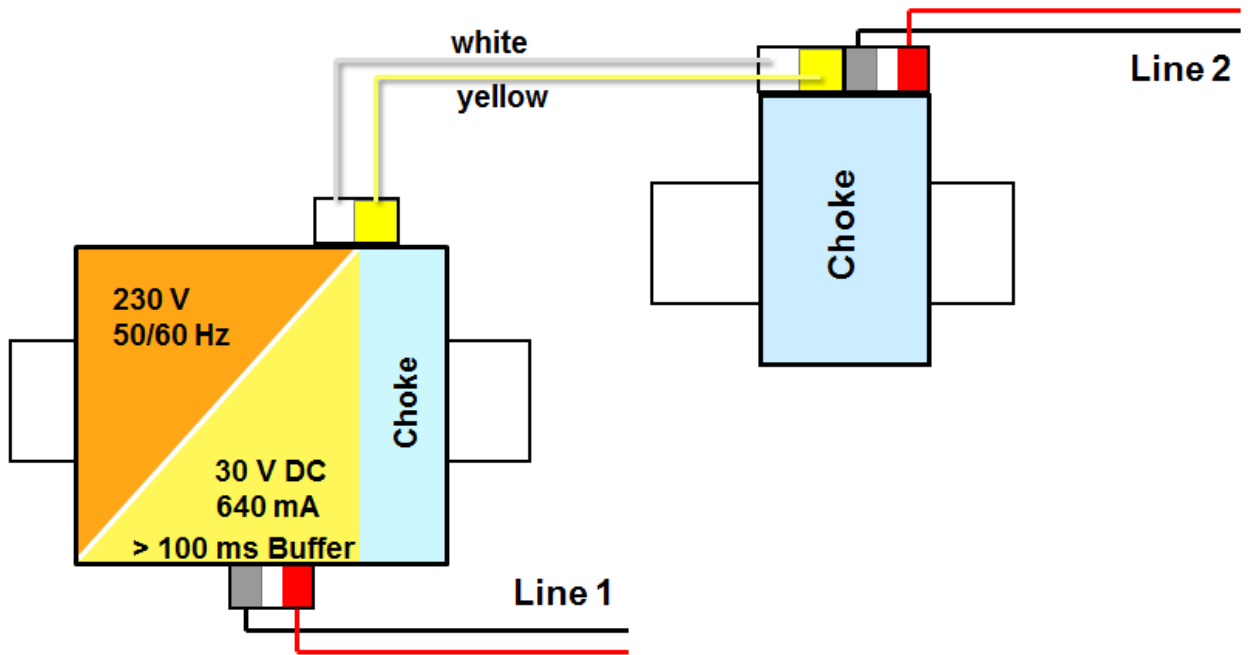 white
yellow
Line 2
Choke
230 V
50/60 Hz
Choke
30 V DC
640 mA
> 100 ms Buffer
Line 1